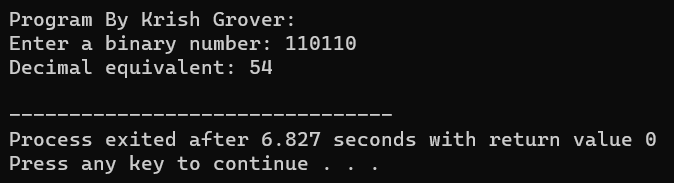 Program By Krish Grover:
Enter a binary number: 110110
Decimal equivalent: 54
--------------------------------
Process exited after 6.827 seconds with return value 0
Press any key to continue . . .